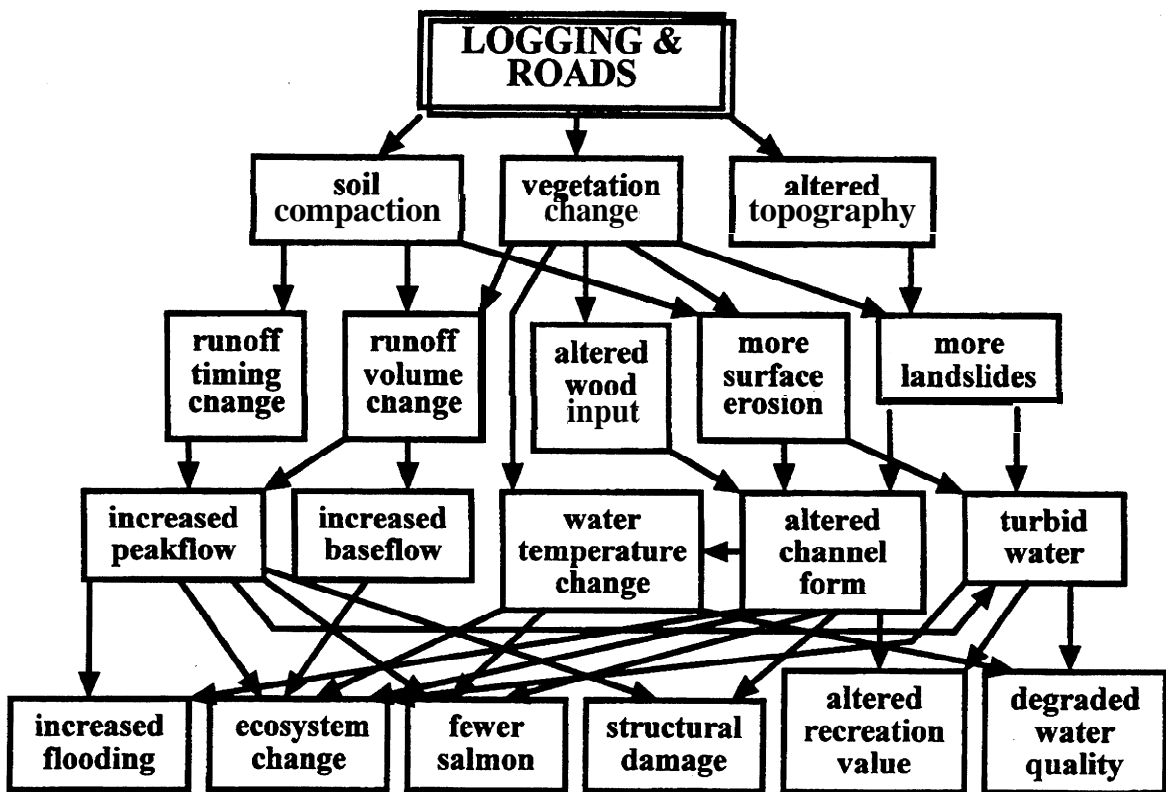 LOGGING &
ROADS
soil
compaction
vegetation
change
altered
topography
runoff
timing
change
runoff
volume
change
altered
wood
input
more
surface
erosion
more
landslides
increased
peakflow
increased
baseflow
water
temperature
change
altered
channel
form
turbid
water
increased
flooding
ecosystem
change
fewer
salmon
structural
damage
altered
recreation
value
degraded
water
quality